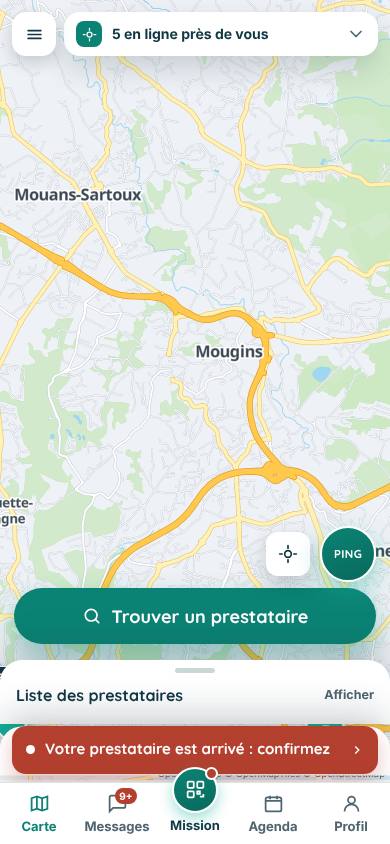 5 en ligne près de vous
Mouans-Sartoux
Mougins
PING
Trouver un prestataire
Liste des prestataires
Afficher
Votre prestataire est arrivé : confirmez
9+
Carte
Messages
Mission
Agenda
Profil